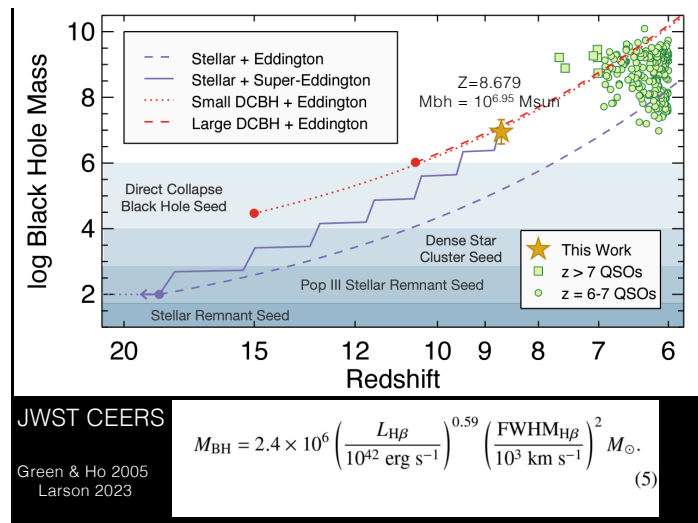 log Black Hole Mass
10
8
6
4
2
Stellar + Eddington
Stellar + Super-Eddington
Small DCBH + Eddington
Large DCBH + Eddington
Z=8.679
Mbh = 10^6.95 Msun
Direct Collapse
Black Hole Seed
Dense Star
Cluster Seed
Pop III Stellar Remnant Seed
Stellar Remnant Seed
This Work
z > 7 QSOs
z = 6-7 QSOs
20 15 12 10 9 8 7 6
Redshift
JWST CEERS
Green & Ho 2005
Larson 2023
M_BH = 2.4 × 10^6 (L_Hβ / 10^42 erg s^−1)^0.59 (FWHM_Hβ / 10^3 km s^−1)^2 M_⊙.
(5)